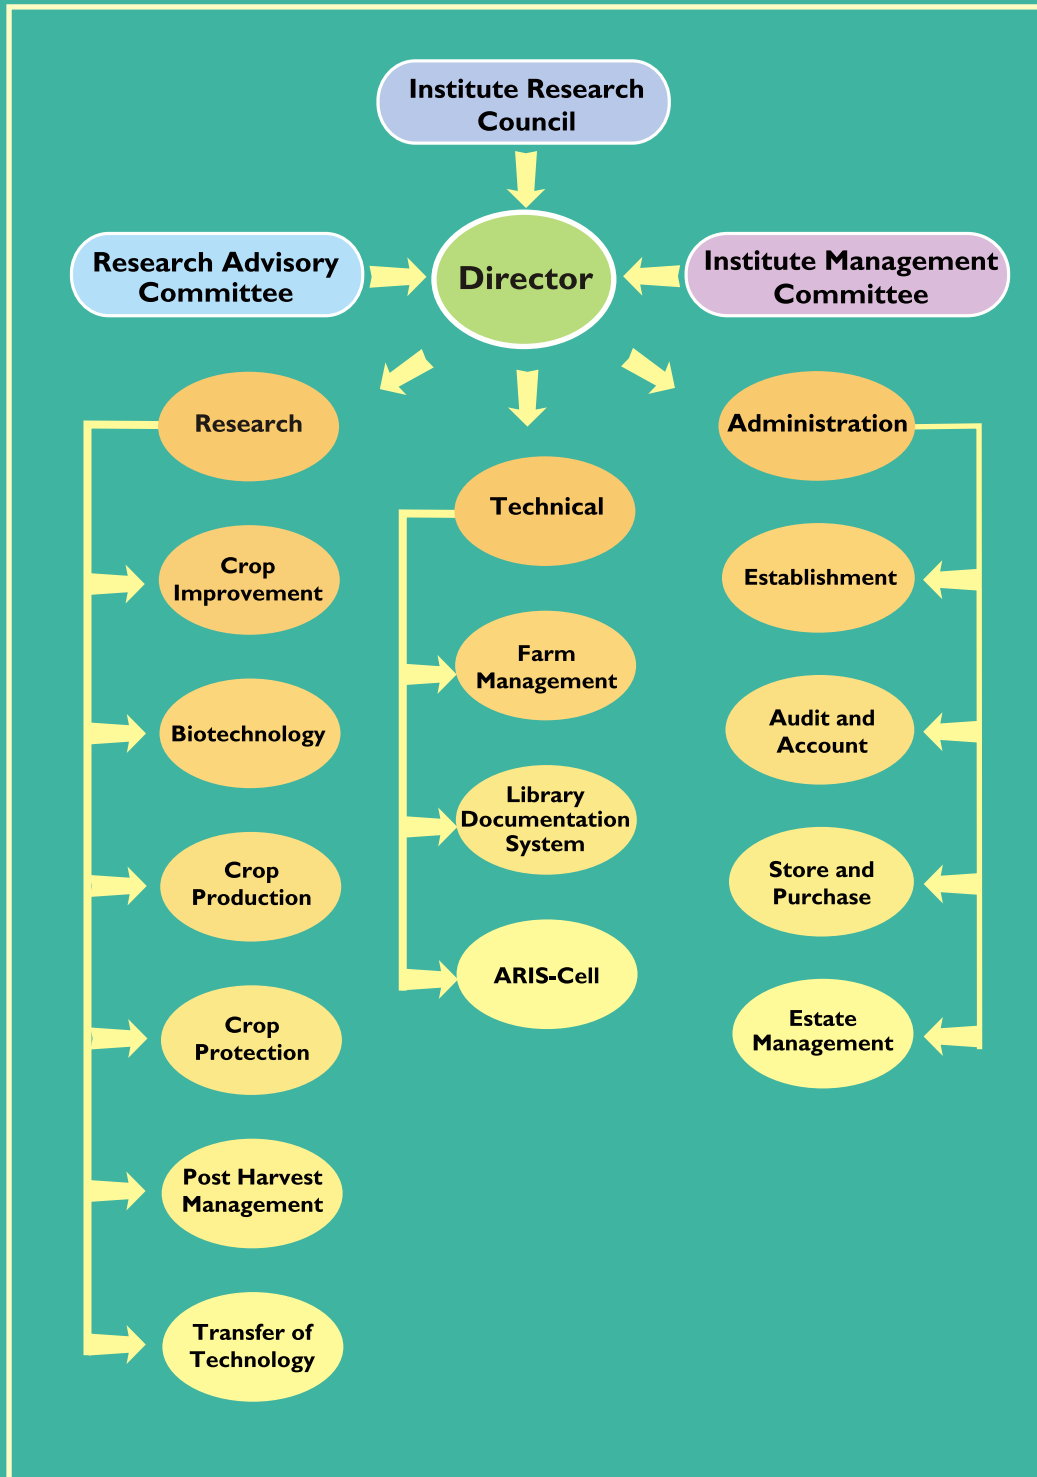 Institute Research
Council
Research Advisory
Committee
Director
Institute Management
Committee
Research
Crop
Improvement
Biotechnology
Crop
Production
Crop
Protection
Post Harvest
Management
Transfer of
Technology
Technical
Farm
Management
Library
Documentation
System
ARIS-Cell
Administration
Establishment
Audit and
Account
Store and
Purchase
Estate
Management